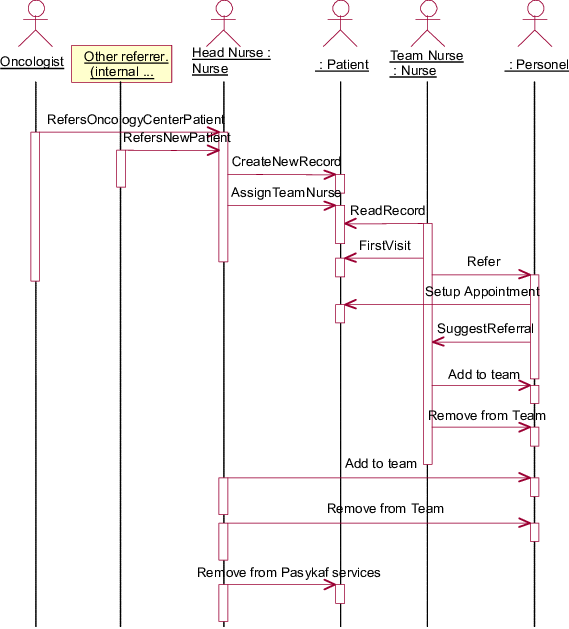 Oncologist
Other referrer.
(internal ...
Head Nurse :
Nurse
: Patient
Team Nurse
: Nurse
: Personel
RefersOncologyCenterPatient
RefersNewPatient
CreateNewRecord
AssignTeamNurse
ReadRecord
FirstVisit
Refer
Setup Appointment
SuggestReferral
Add to team
Remove from Team
Add to team
Remove from Team
Remove from Pasykaf services